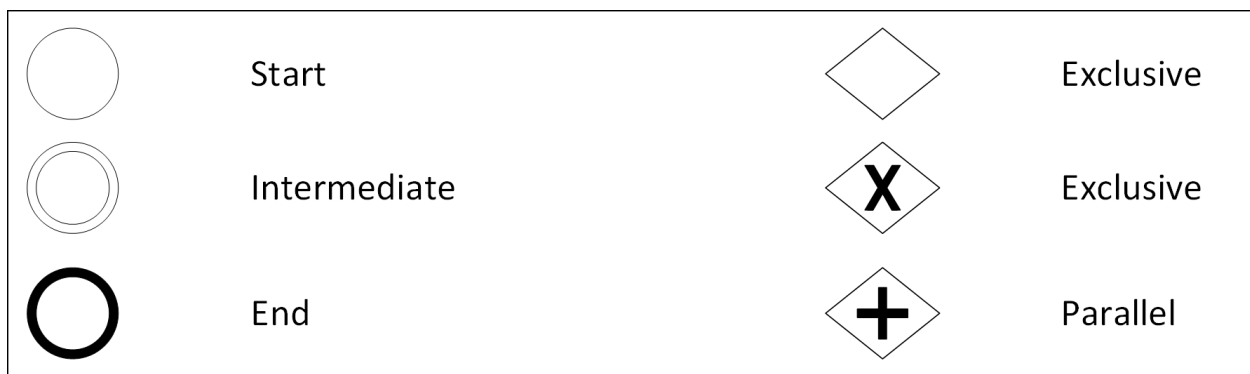 Start
Exclusive
Intermediate
X
Exclusive
End
Parallel